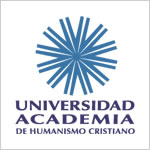 UNIVERSIDAD
ACADEMIA
DE HUMANISMO CRISTIANO